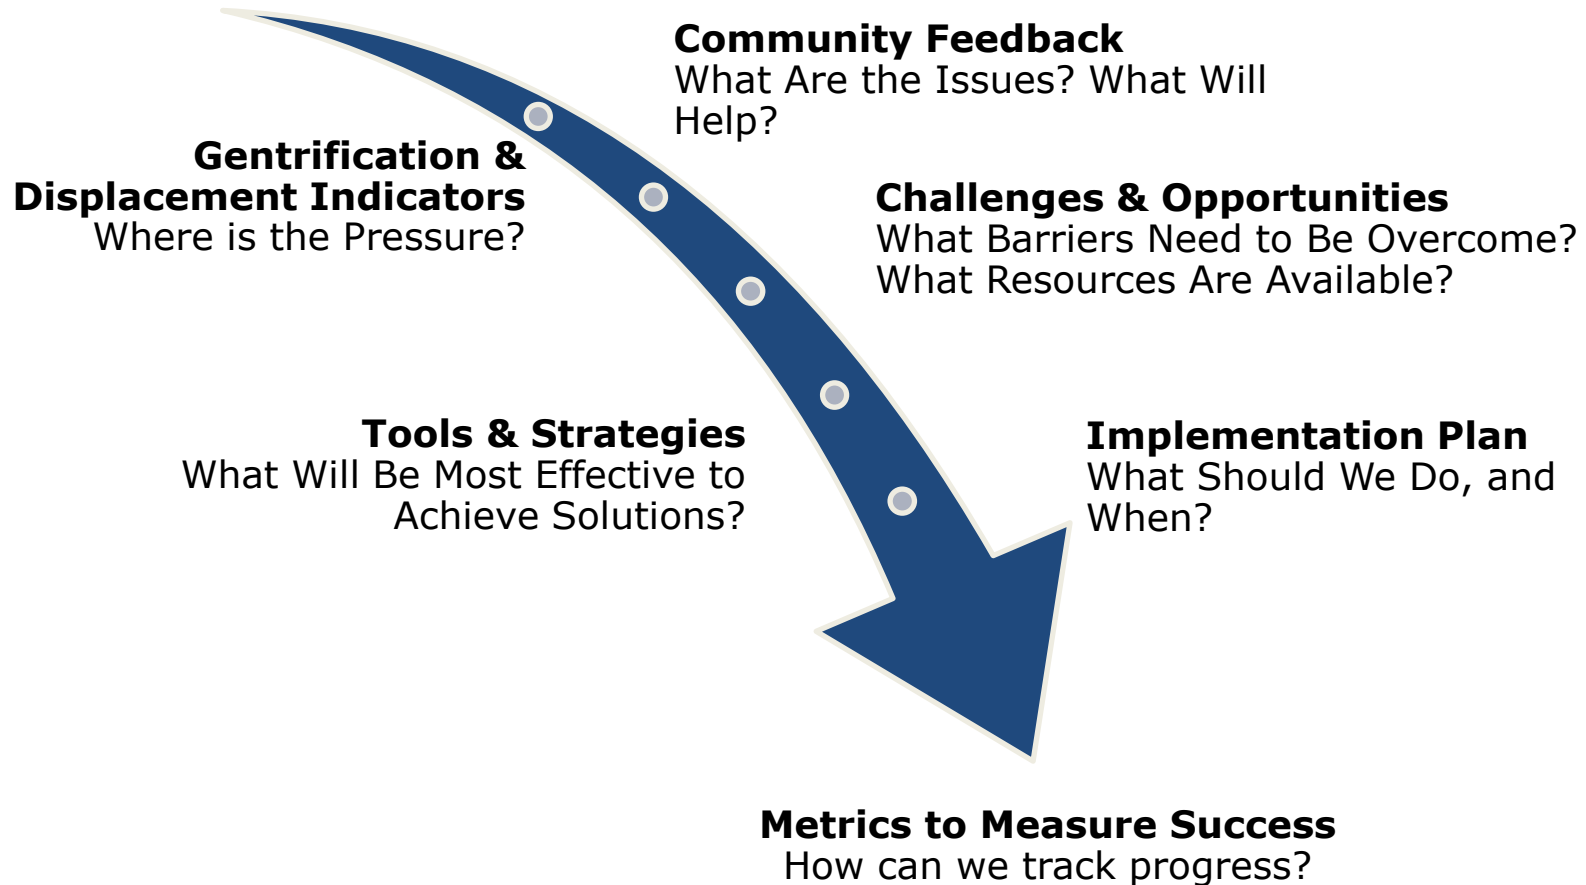 Community Feedback
What Are the Issues? What Will
Help?
Gentrification &
Displacement Indicators
Where is the Pressure?
Challenges & Opportunities
What Barriers Need to Be Overcome?
What Resources Are Available?
Tools & Strategies
What Will Be Most Effective to
Achieve Solutions?
Implementation Plan
What Should We Do, and
When?
Metrics to Measure Success
How can we track progress?